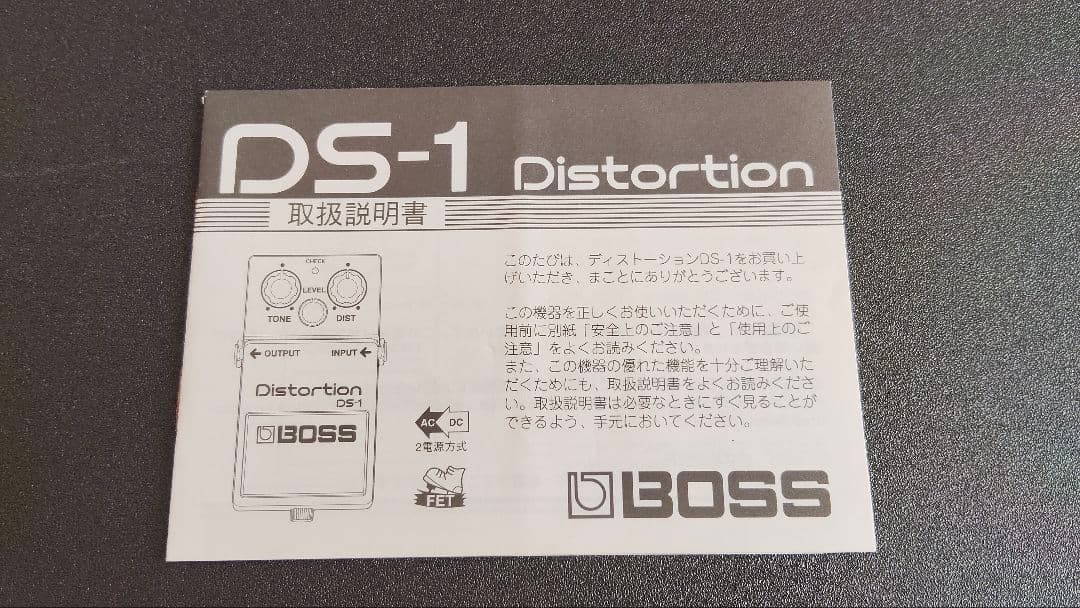 DS-1 Distortion
取扱説明書
CHECK
LEVEL
TONE DIST
OUTPUT INPUT
Distortion
DS-1
BOSS
AC DC
2電源方式
FET
このたびは、ディストーションDS-1をお買い上
げいただき、まことにありがとうございます。
この機器を正しくお使いいただくために、ご使
用前に別紙「安全上のご注意」と「使用上のご
注意」をよくお読みください。
また、この機器の優れた機能を十分ご理解いた
だくためにも、取扱説明書をよくお読みくださ
い。取扱説明書は必要なときにすぐ見ることが
できるよう、手元においてください。
BOSS